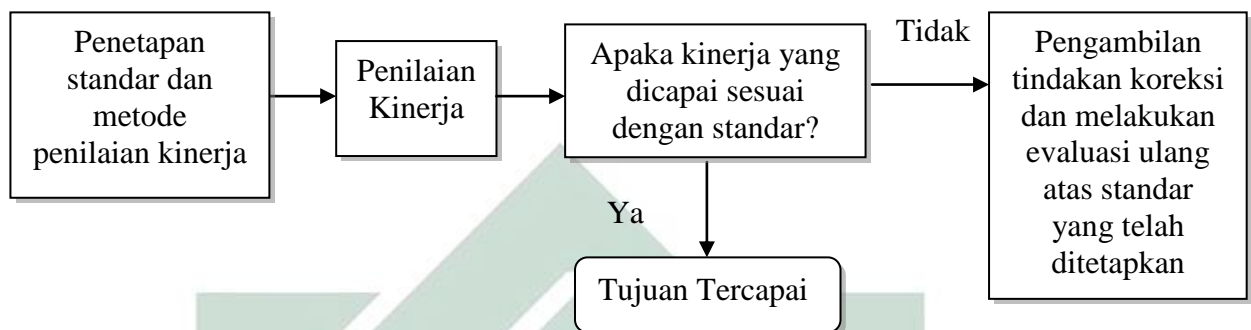 Penetapan
standar dan
metode
penilaian kinerja
Penilaian
Kinerja
Apaka kinerja yang
dicapai sesuai
dengan standar?
Tidak
Pengambilan
tindakan koreksi
dan melakukan
evaluasi ulang
atas standar
yang telah
ditetapkan
Ya
Tujuan Tercapai